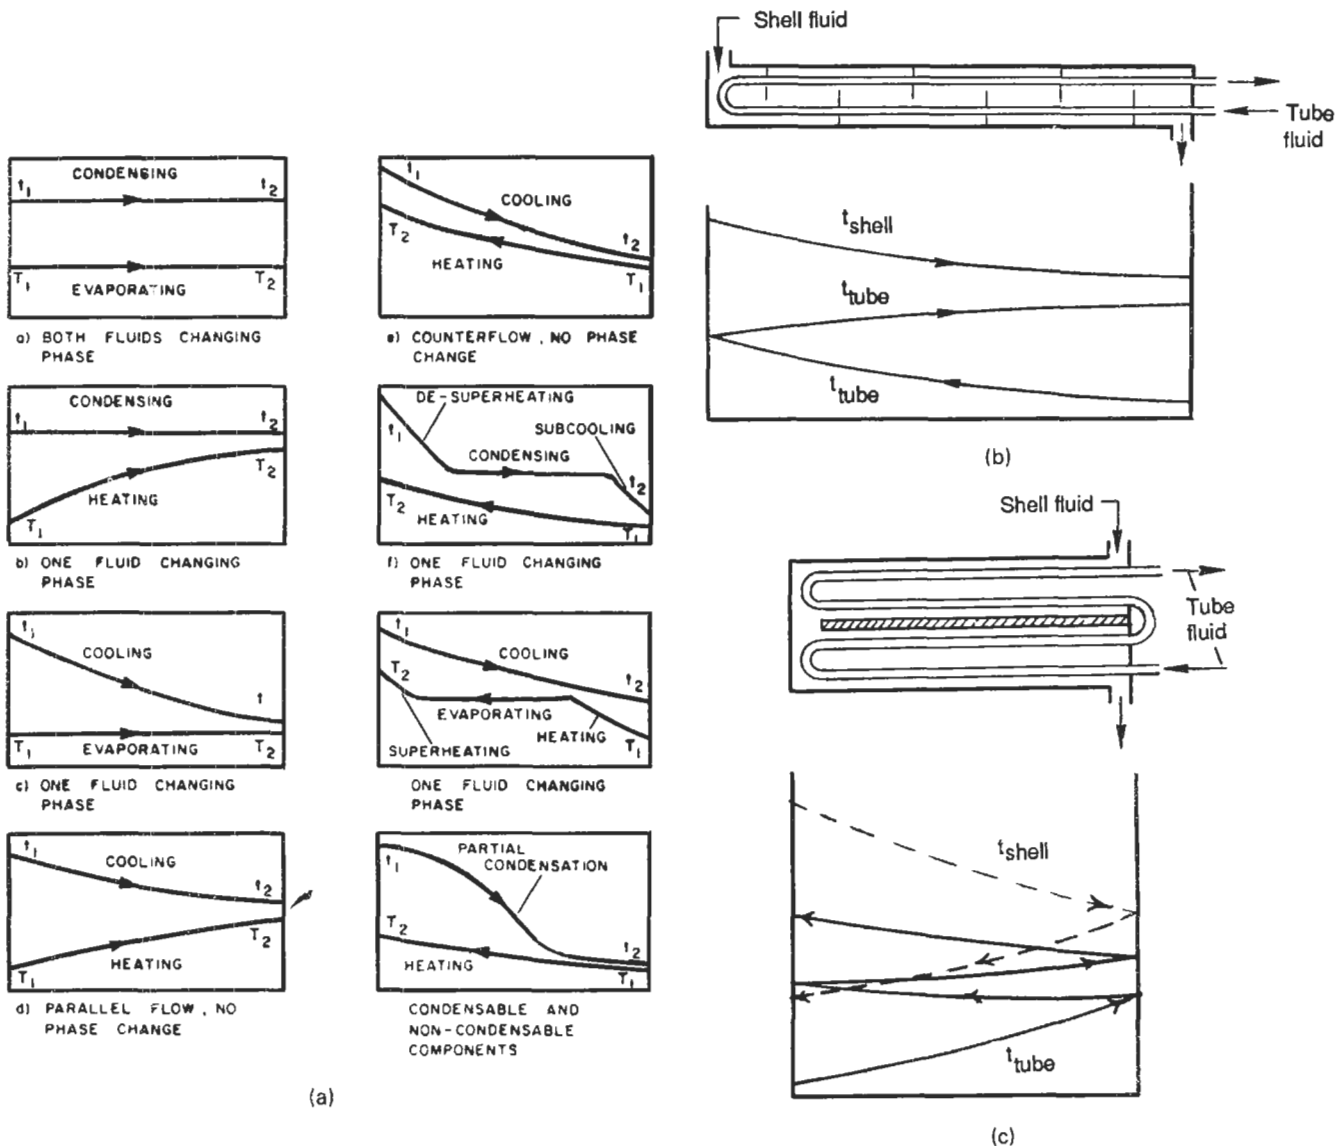 CONDENSING
t1 t2
T1 T2
EVAPORATING
a) BOTH FLUIDS CHANGING
PHASE
CONDENSING
t1 t2
T2
HEATING
T1
b) ONE FLUID CHANGING
PHASE
t1
COOLING
t
T1 EVAPORATING T2
c) ONE FLUID CHANGING
PHASE
t1
COOLING
t2
T2
HEATING
T1
d) PARALLEL FLOW, NO
PHASE CHANGE
t1
COOLING
T2 t2
HEATING
T1
e) COUNTERFLOW, NO PHASE
CHANGE
DE-SUPERHEATING
t1 SUBCOOLING
CONDENSING
t2
T2
HEATING
T1
f) ONE FLUID CHANGING
PHASE
t1
COOLING
T2 t2
EVAPORATING
HEATING
SUPERHEATING T1
ONE FLUID CHANGING
PHASE
PARTIAL
CONDENSATION
t1
T2
t2
HEATING
T1
CONDENSABLE AND
NON-CONDENSABLE
COMPONENTS
(a)
Shell fluid
Tube
fluid
tshell
ttube
ttube
(b)
Shell fluid
Tube
fluid
tshell
ttube
(c)